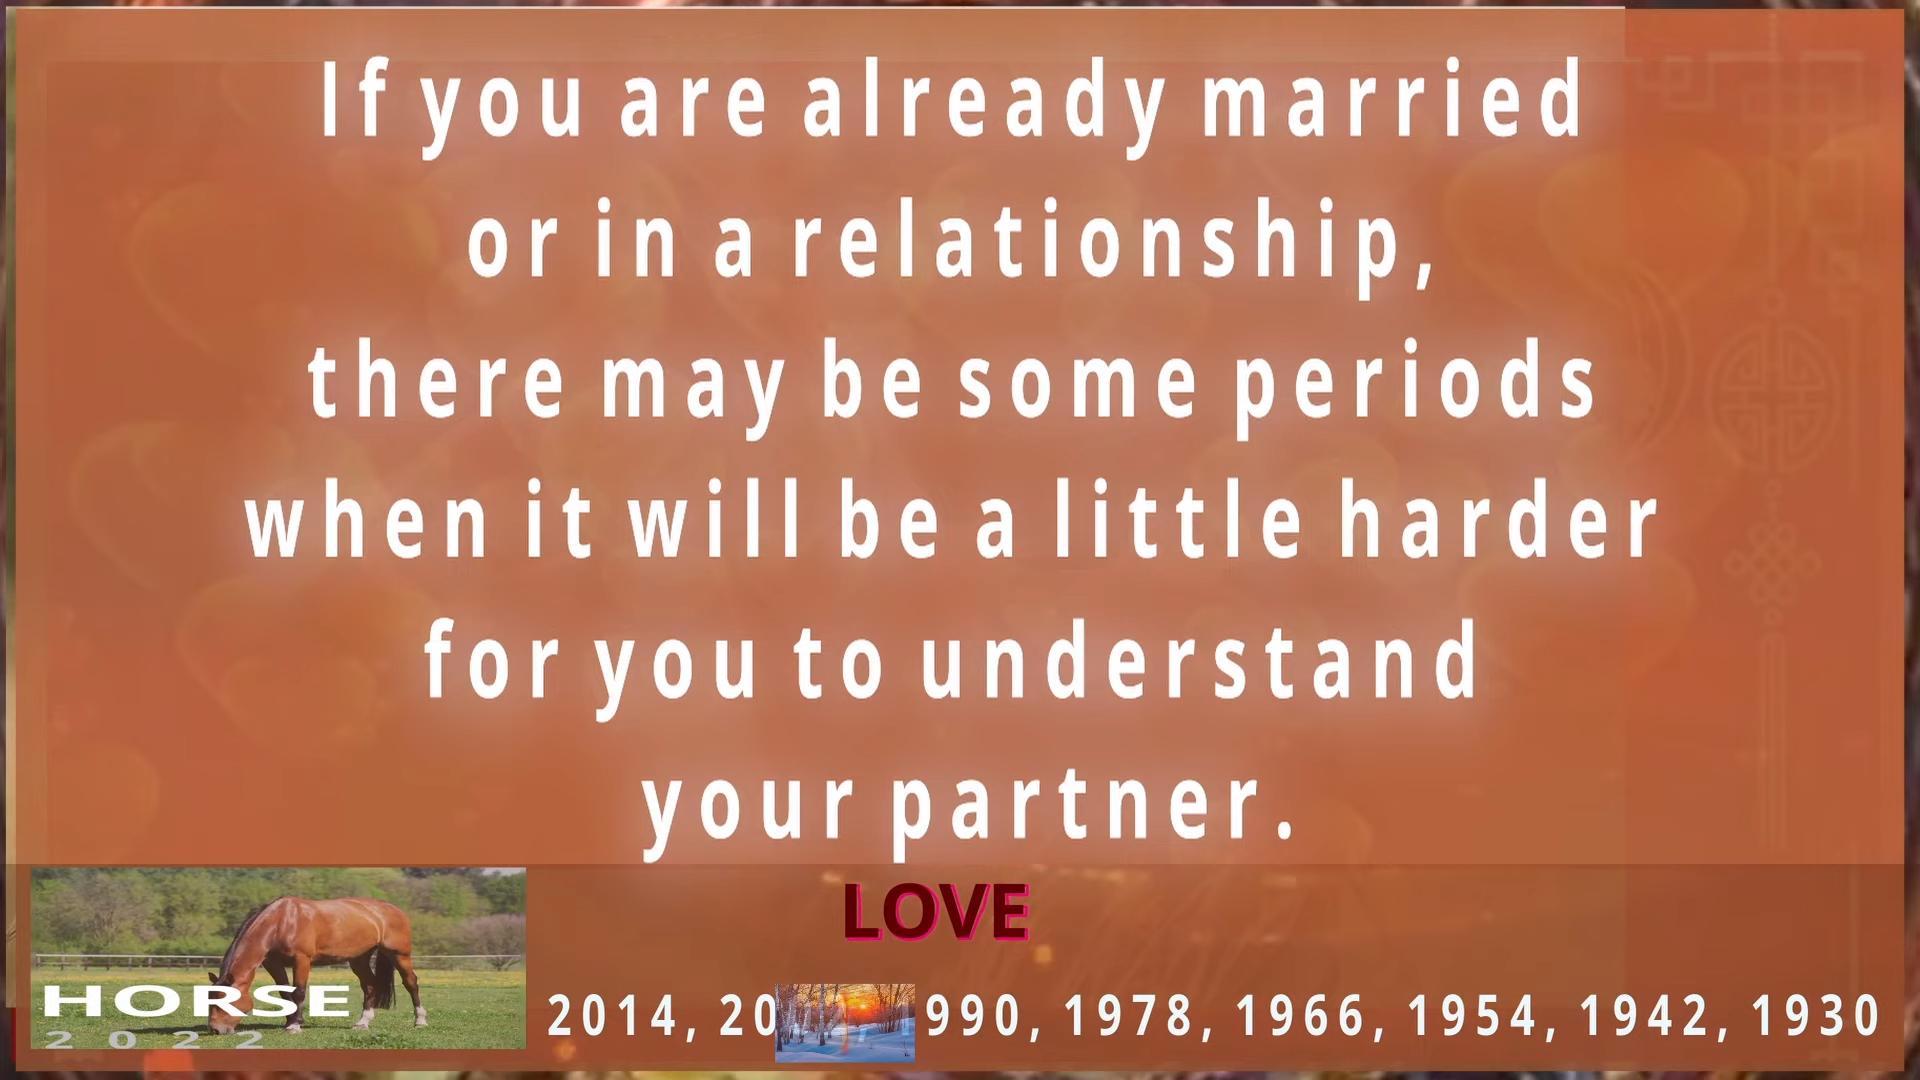 If you are already married
or in a relationship,
there may be some periods
when it will be a little harder
for you to understand
your partner.
LOVE
HORSE
2022
2014, 20 990, 1978, 1966, 1954, 1942, 1930